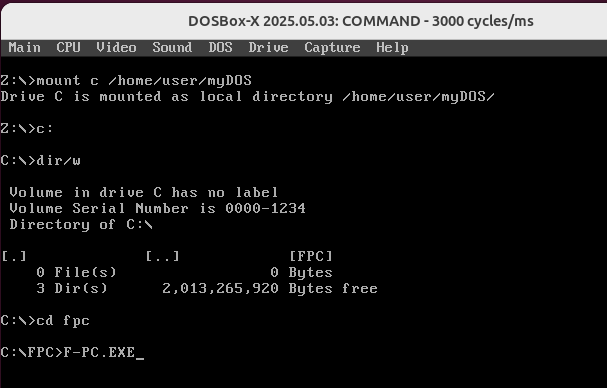 DOSBox-X 2025.05.03: COMMAND - 3000 cycles/ms
Main CPU Video Sound DOS Drive Capture Help
Z:\>mount c /home/user/myDOS
Drive C is mounted as local directory /home/user/myDOS/
Z:\>c:
C:\>dir/w
Volume in drive C has no label
Volume Serial Number is 0000-1234
Directory of C:\
[.] [..] [FPC]
0 File(s) 0 Bytes
3 Dir(s) 2,013,265,920 Bytes free
C:\>cd fpc
C:\FPC>F-PC.EXE_